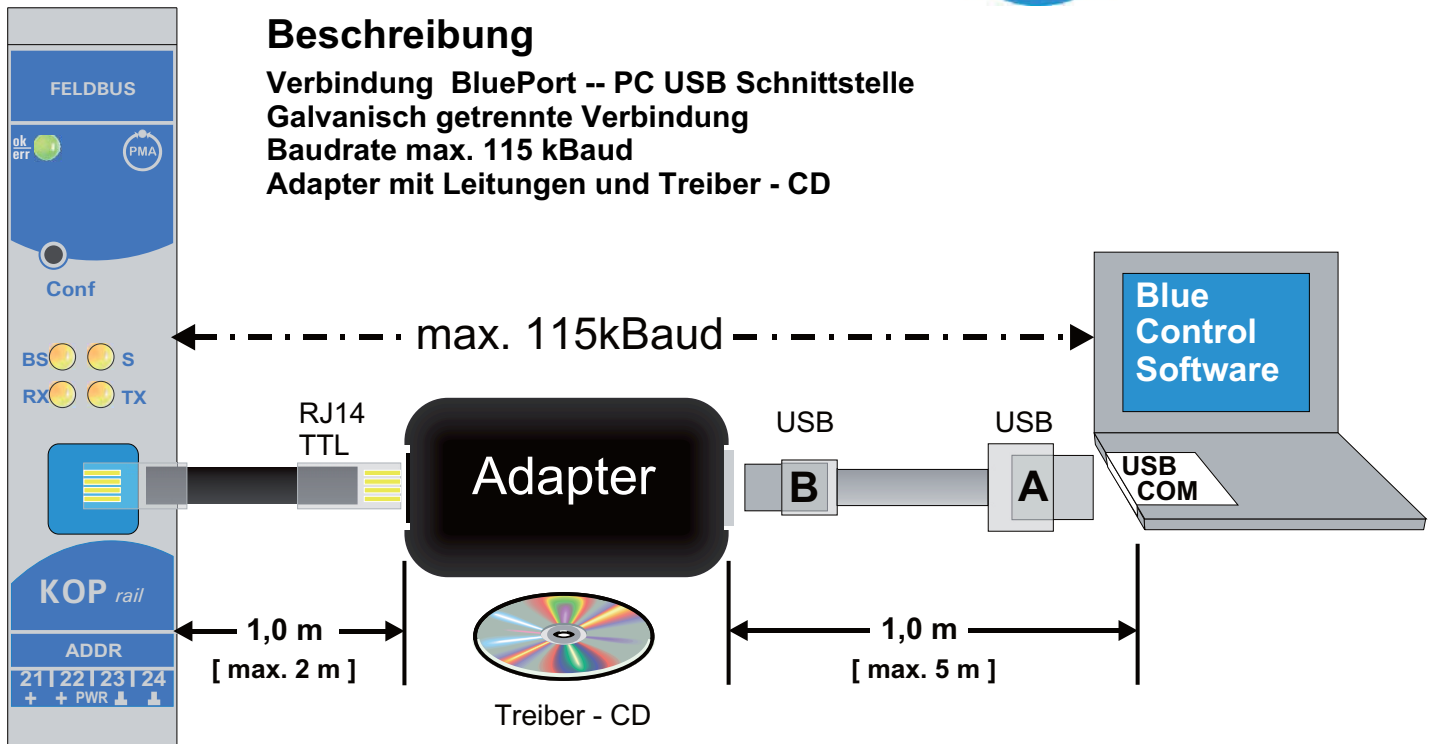 Beschreibung
Verbindung BluePort -- PC USB Schnittstelle
Galvanisch getrennte Verbindung
Baudrate max. 115 kBaud
Adapter mit Leitungen und Treiber - CD
FELDBUS
ok
err
PMA
Conf
BS S
RX TX
KOP rail
ADDR
21 22 23 24
+ + PWR
max. 115kBaud
RJ14
TTL
Adapter
USB
B
USB
A
Blue
Control
Software
USB
COM
1,0 m
[ max. 2 m ]
Treiber - CD
1,0 m
[ max. 5 m ]